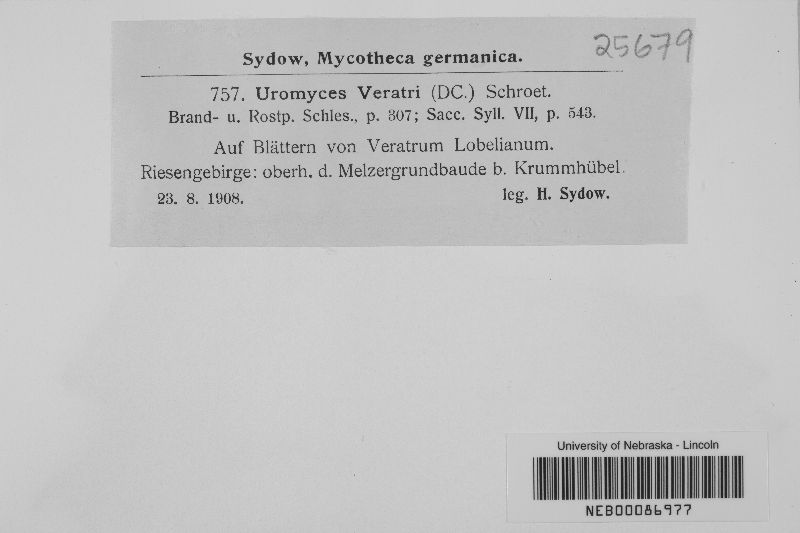 Sydow, Mycotheca germanica.
25679
757. Uromyces Veratri (DC.) Schroet.
Brand- u. Rostp. Schles., p. 307; Sacc. Syll. VII, p. 543.
Auf Blättern von Veratrum Lobelianum.
Riesengebirge: oberh. d. Melzergrundbaude b. Krummhübel.
23. 8. 1908. leg. H. Sydow.
University of Nebraska - Lincoln
NEB00086977